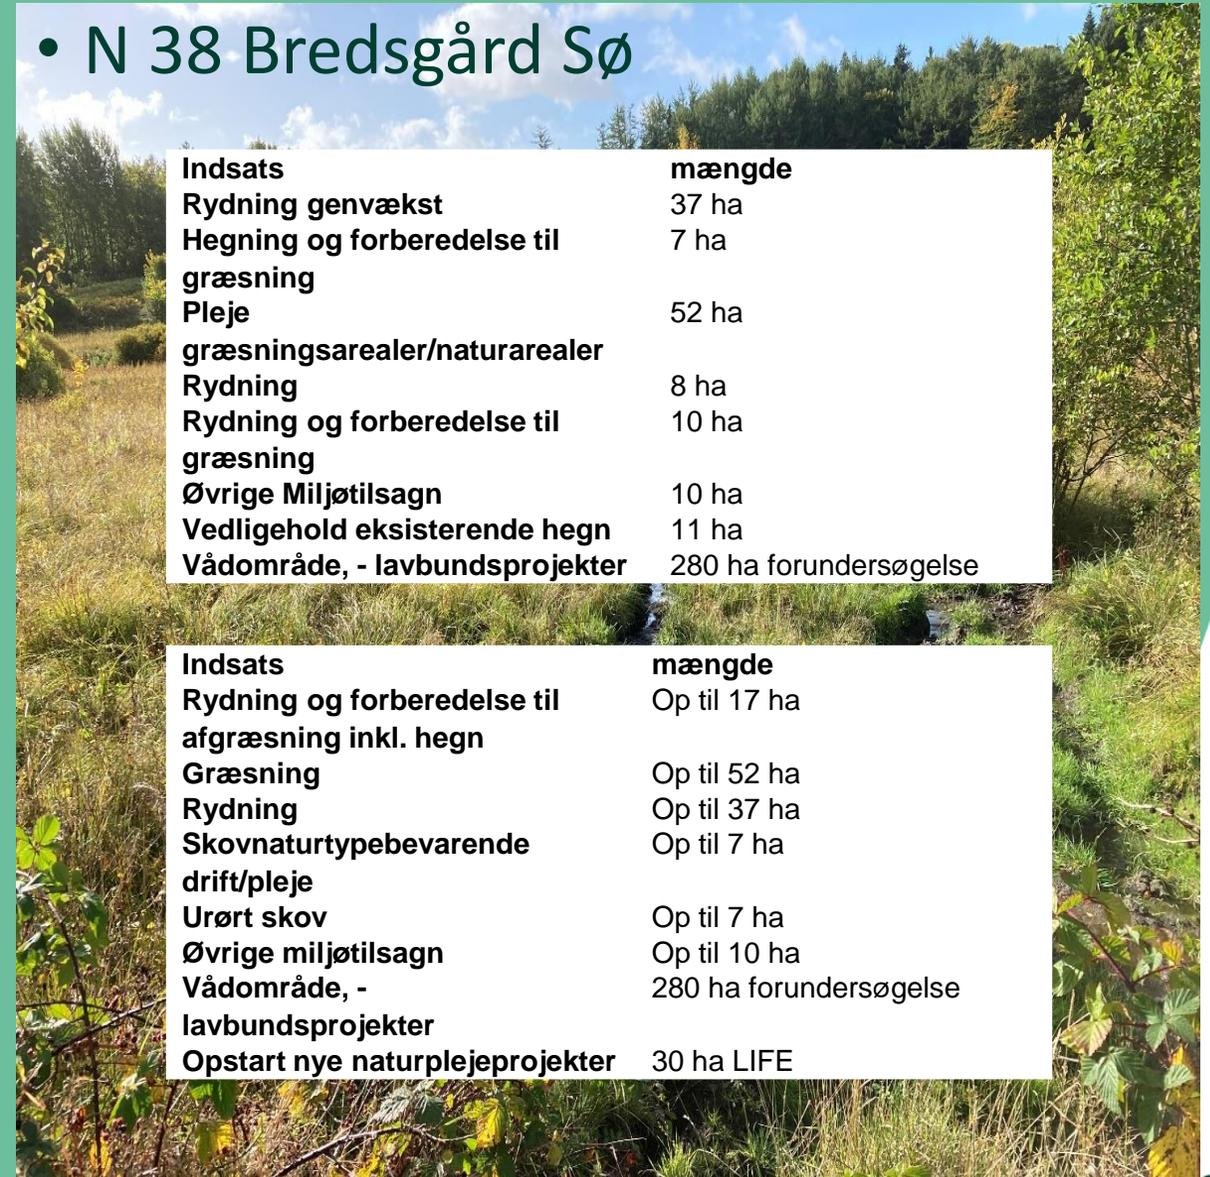 • N 38 Bredsgård Sø
Indsats mængde
Rydning genvækst 37 ha
Hegning og forberedelse til 7 ha
græsning
Pleje 52 ha
græsningsarealer/naturarealer
Rydning 8 ha
Rydning og forberedelse til 10 ha
græsning
Øvrige Miljøtilsagn 10 ha
Vedligehold eksisterende hegn 11 ha
Vådområde, - lavbundsprojekter 280 ha forundersøgelse
Indsats mængde
Rydning og forberedelse til Op til 17 ha
afgræsning inkl. hegn
Græsning Op til 52 ha
Rydning Op til 37 ha
Skovnaturtypebevarende Op til 7 ha
drift/pleje
Urørt skov Op til 7 ha
Øvrige miljøtilsagn Op til 10 ha
Vådområde, - 280 ha forundersøgelse
lavbundsprojekter
Opstart nye naturplejeprojekter 30 ha LIFE